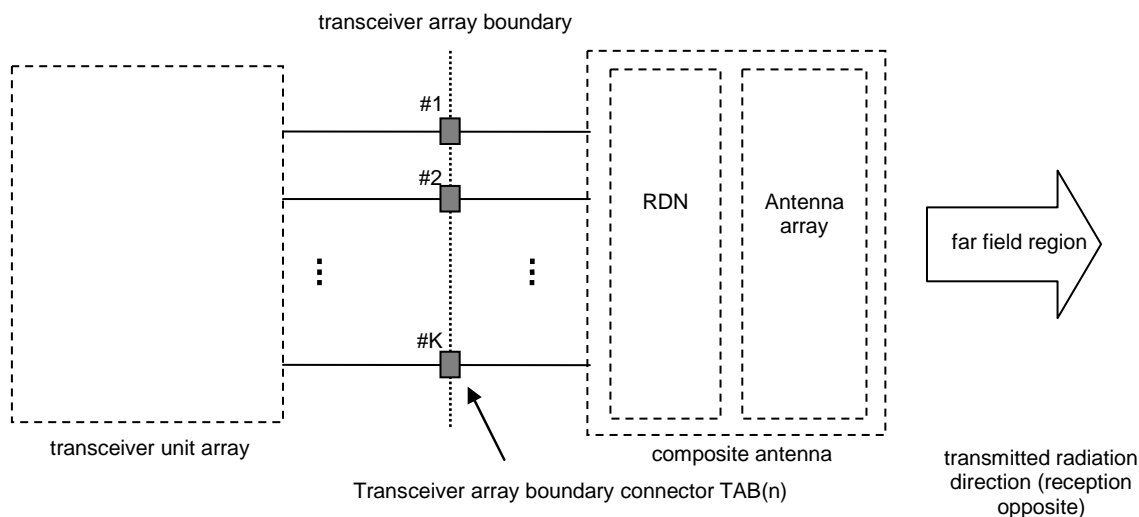 transceiver array boundary
#1
#2
RDN
Antenna
array
far field region
#K
transceiver unit array
composite antenna
Transceiver array boundary connector TAB(n)
transmitted radiation
direction (reception
opposite)